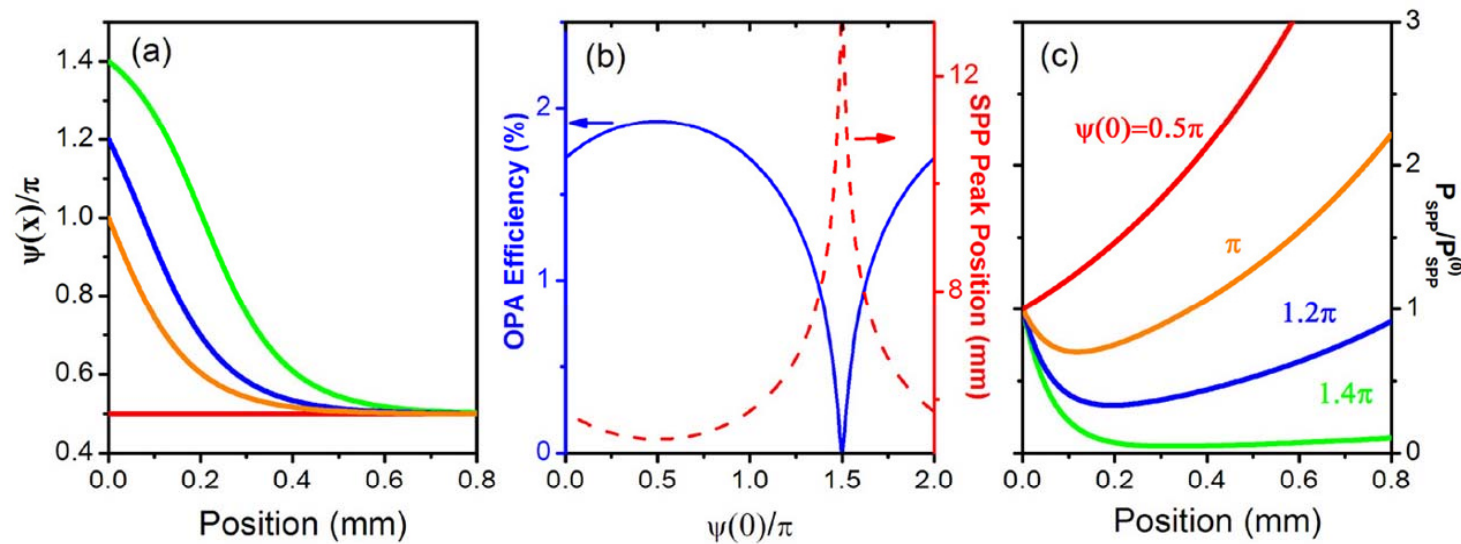 (a)
1.4
1.2
1.0
0.8
0.6
0.4
ψ(x)/π
0.0
0.2
0.4
0.6
0.8
Position (mm)
(b)
2
1
0
OPA Efficiency (%)
12
8
SPP Peak Position (mm)
0.0
0.5
1.0
1.5
2.0
ψ(0)/π
(c)
ψ(0)=0.5π
π
1.2π
1.4π
3
2
1
0
P_SPP/P_SPP^(0)
0.0
0.2
0.4
0.6
0.8
Position (mm)